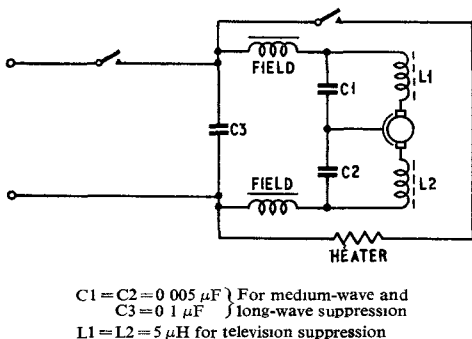 FIELD
C1
L1
C3
C2
FIELD
L2
HEATER
C1 = C2 = 0 005 μF } For medium-wave and
C3 = 0 1 μF } long-wave suppression
L1 = L2 = 5 μH for television suppression